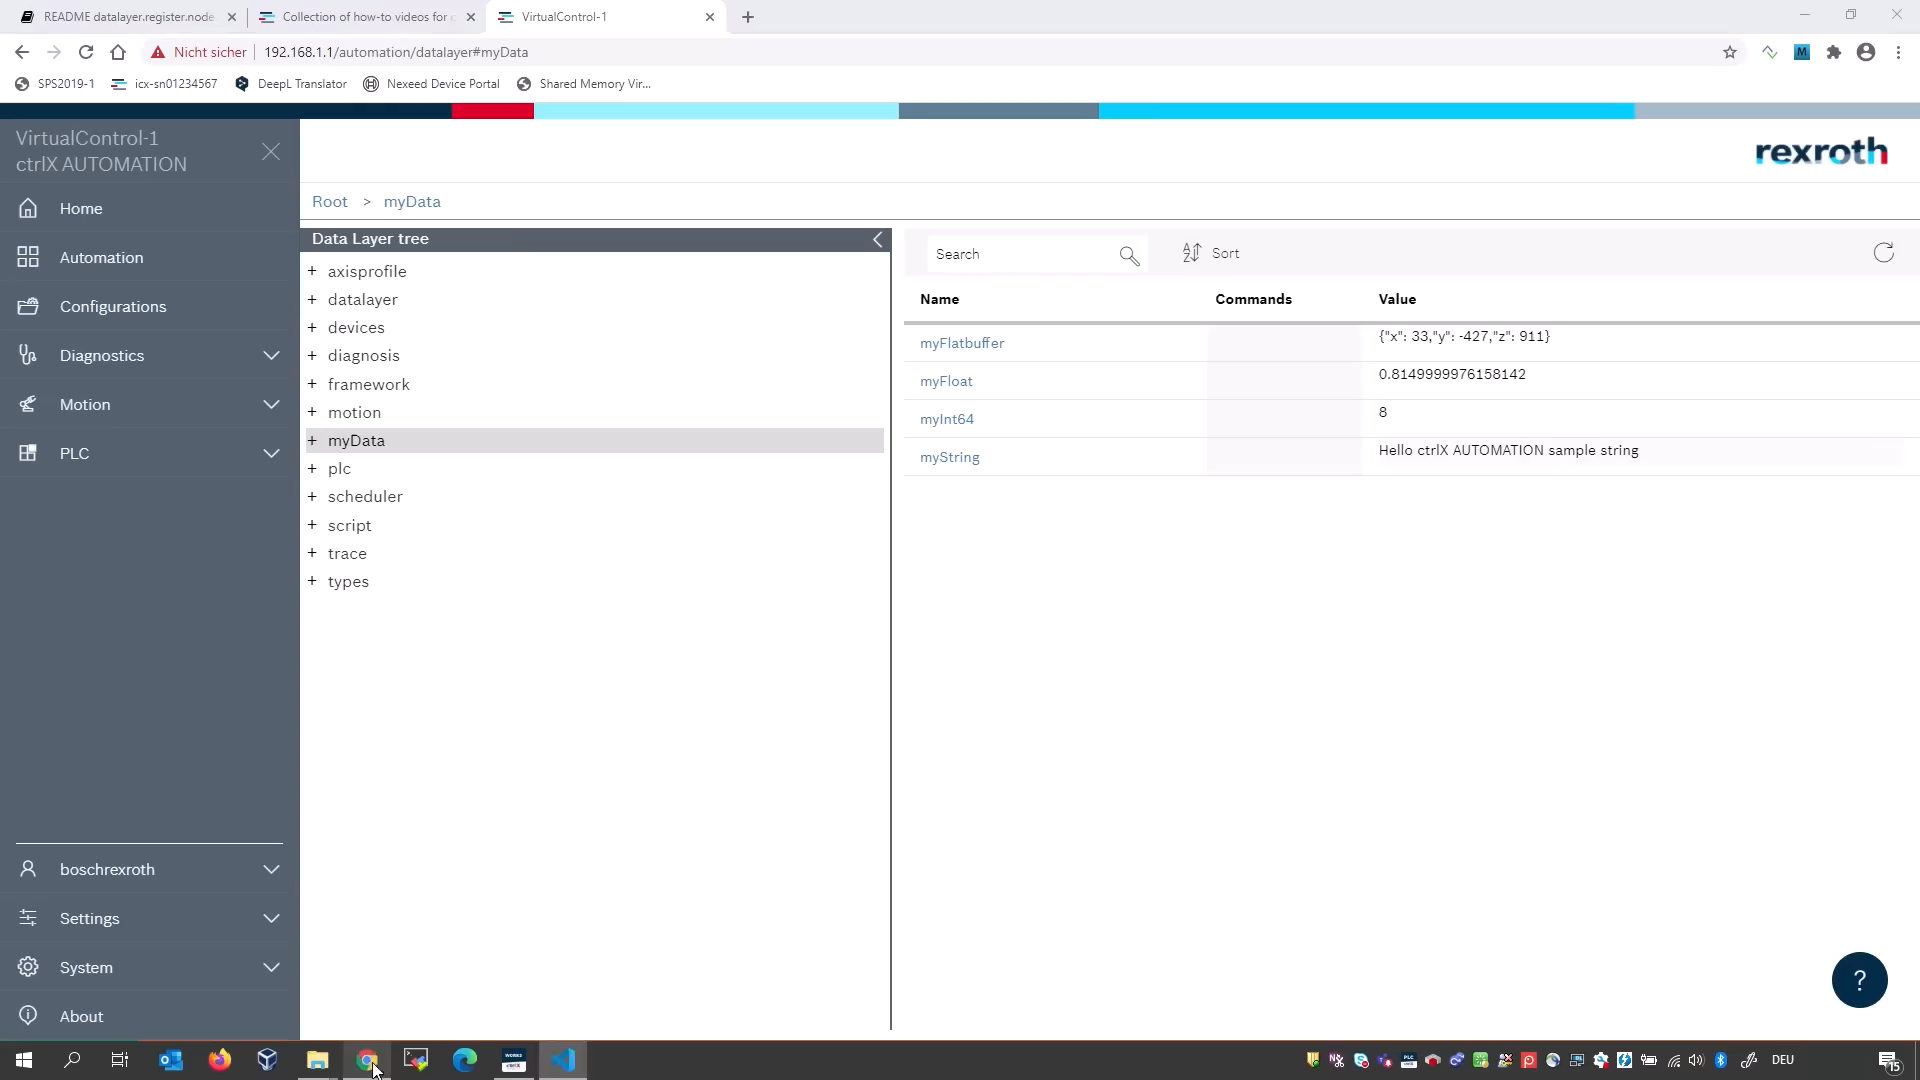 README datalayer.register.node
Collection of how-to videos for c
VirtualControl-1
Nicht sicher
192.168.1.1/automation/datalayer#myData
SPS2019-1
icx-sn01234567
DeepL Translator
Nexeed Device Portal
Shared Memory Vir...
VirtualControl-1
ctrlX AUTOMATION
rexroth
Home
Automation
Configurations
Diagnostics
Motion
PLC
boschrexroth
Settings
System
About
Root > myData
Data Layer tree
+ axisprofile
+ datalayer
+ devices
+ diagnosis
+ framework
+ motion
+ myData
+ plc
+ scheduler
+ script
+ trace
+ types
Search
Sort
Name Commands Value
myFlatbuffer {"x": 33,"y": -427,"z": 911}
myFloat 0.8149999976158142
myInt64 8
myString Hello ctrlX AUTOMATION sample string
?
DEU
15